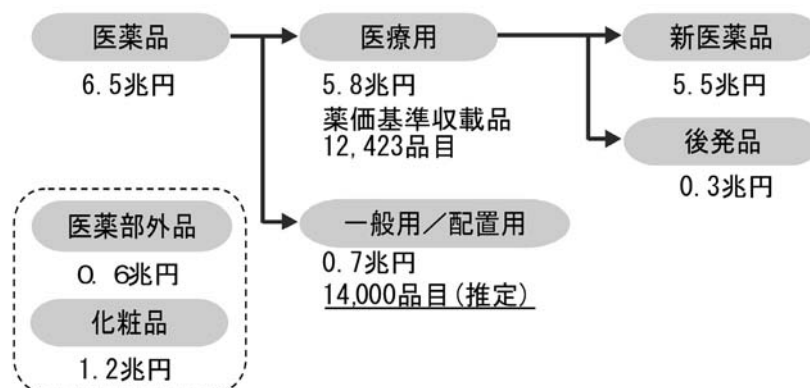 医薬品
6.5兆円
医療用
5.8兆円
薬価基準収載品
12,423品目
新医薬品
5.5兆円
後発品
0.3兆円
一般用／配置用
0.7兆円
14,000品目(推定)
医薬部外品
0.6兆円
化粧品
1.2兆円